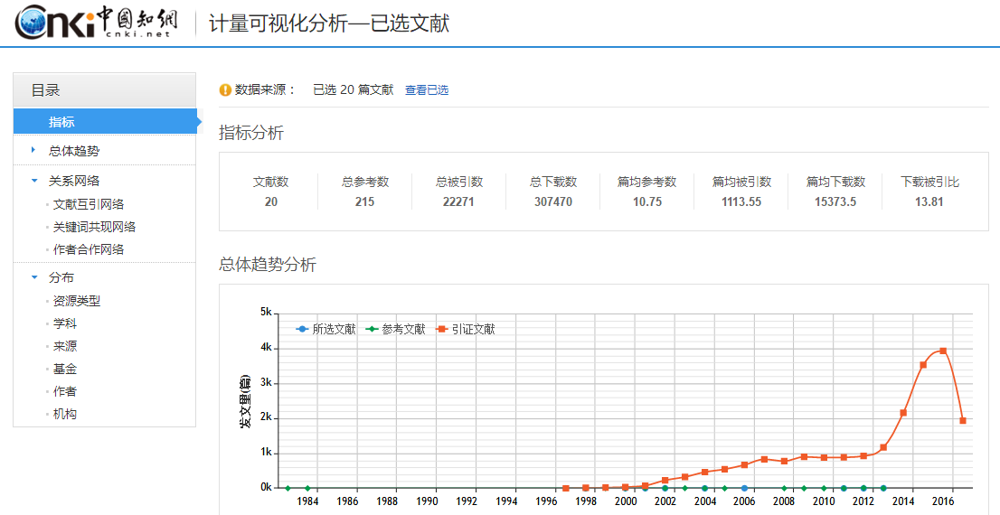 Cnki 中國知網
cnki.net
计量可视化分析—已选文献
目录
指标
总体趋势
关系网络
文献互引网络
关键词共现网络
作者合作网络
分布
资源类型
学科
来源
基金
作者
机构
数据来源： 已选 20 篇文献 查看已选
指标分析
文献数 总参考数 总被引数 总下载数 篇均参考数 篇均被引数 篇均下载数 下载被引比
20 215 22271 307470 10.75 1113.55 15373.5 13.81
总体趋势分析
所选文献 参考文献 引证文献
发文量(篇)
5k
4k
3k
2k
1k
0k
1984 1986 1988 1990 1992 1994 1996 1998 2000 2002 2004 2006 2008 2010 2012 2014 2016